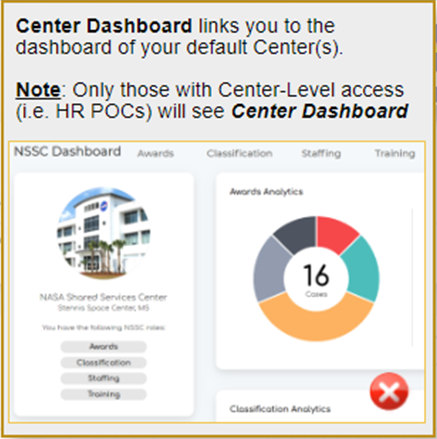 Center Dashboard links you to the
dashboard of your default Center(s).
Note: Only those with Center-Level access
(i.e. HR POCs) will see Center Dashboard
NSSC Dashboard Awards Classification Staffing Training
Awards Analytics
16
Cases
NASA Shared Services Center
Stennis Space Center, MS
You have the following NSSC roles:
Awards
Classification
Staffing
Training
Classification Analytics